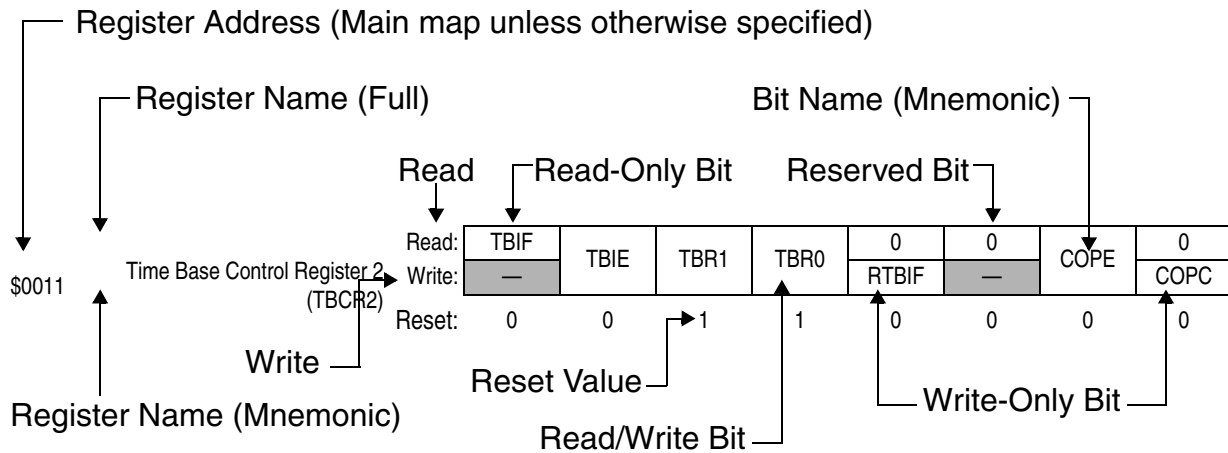 Register Address (Main map unless otherwise specified)
Register Name (Full)
Bit Name (Mnemonic)
Read
Read-Only Bit
Reserved Bit
Read: TBIF TBIE TBR1 TBR0 0 0 COPE 0
$0011 Time Base Control Register 2 Write: — RTBIF — COPC
(TBCR2)
Reset: 0 0 1 1 0 0 0 0
Write
Reset Value
Write-Only Bit
Register Name (Mnemonic)
Read/Write Bit